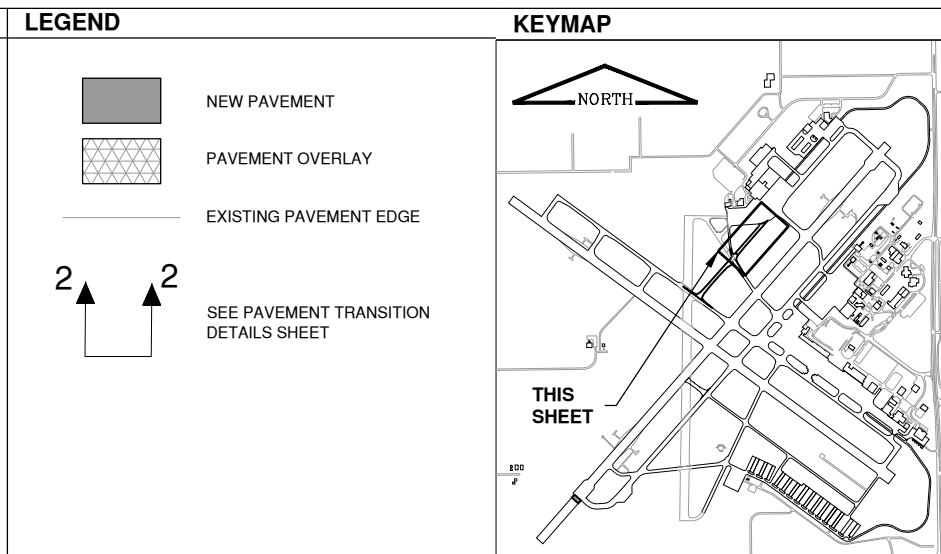 LEGEND
NEW PAVEMENT
PAVEMENT OVERLAY
EXISTING PAVEMENT EDGE
2 2
SEE PAVEMENT TRANSITION
DETAILS SHEET
KEYMAP
NORTH
THIS
SHEET